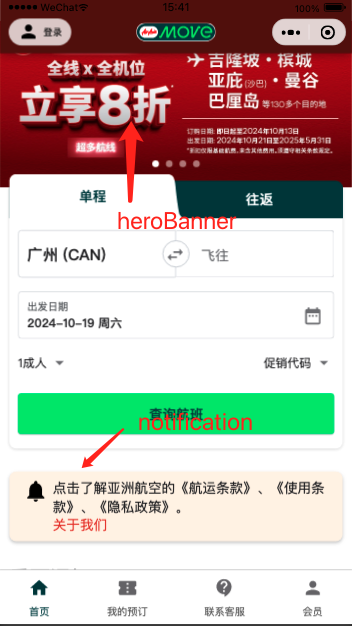 WeChat
15:41
100%
登录
AirAsia MOVE
全线 x 全机位
立享8折
超多航线
吉隆坡·槟城
亚庇(沙巴)·曼谷
巴厘岛 等130多个目的地
订购日期: 即日起至2024年10月13日
出发日期: 2024年10月21日至2025年5月31日
单程
往返
heroBanner
广州 (CAN)
飞往
出发日期
2024-10-19 周六
1成人
促销代码
查询航班
notification
点击了解亚洲航空的《航运条款》、《使用条
款》、《隐私政策》。
关于我们
首页
我的预订
联系客服
会员